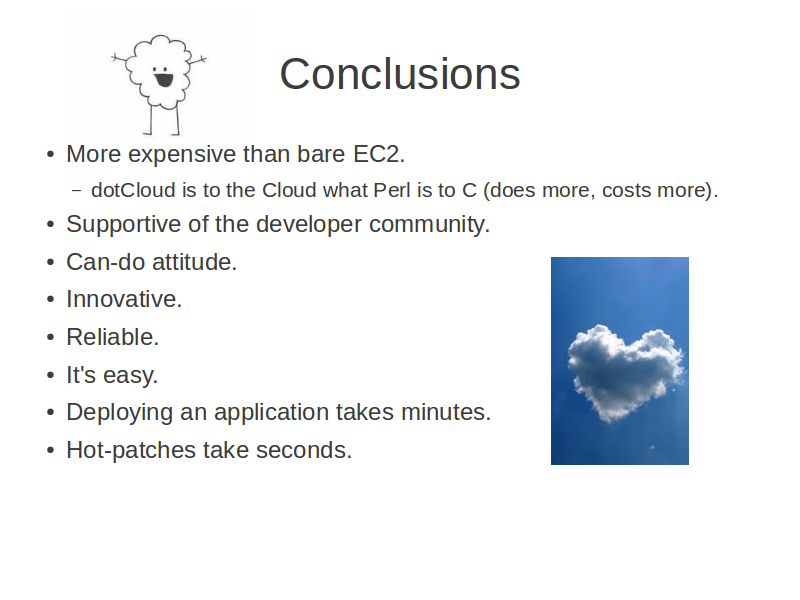 Conclusions
• More expensive than bare EC2.
– dotCloud is to the Cloud what Perl is to C (does more, costs more).
• Supportive of the developer community.
• Can-do attitude.
• Innovative.
• Reliable.
• It's easy.
• Deploying an application takes minutes.
• Hot-patches take seconds.